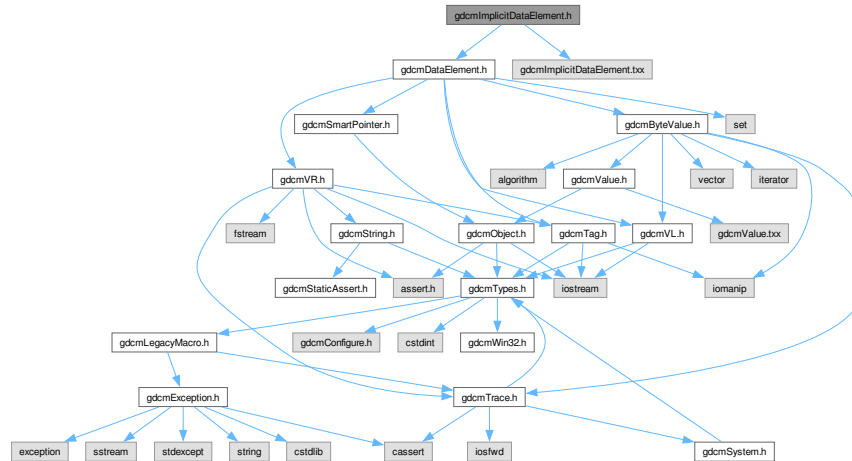 gdcmImplicitDataElement.h
gdcmDataElement.h
gdcmImplicitDataElement.txx
gdcmSmartPointer.h
gdcmByteValue.h
set
gdcmVR.h
algorithm
gdcmValue.h
vector
iterator
fstream
gdcmString.h
gdcmObject.h
gdcmTag.h
gdcmVL.h
gdcmValue.txx
gdcmStaticAssert.h
assert.h
gdcmTypes.h
iostream
iomanip
gdcmLegacyMacro.h
gdcmConfigure.h
cstdint
gdcmWin32.h
gdcmException.h
gdcmTrace.h
exception
sstream
stdexcept
string
cstdlib
cassert
iosfwd
gdcmSystem.h